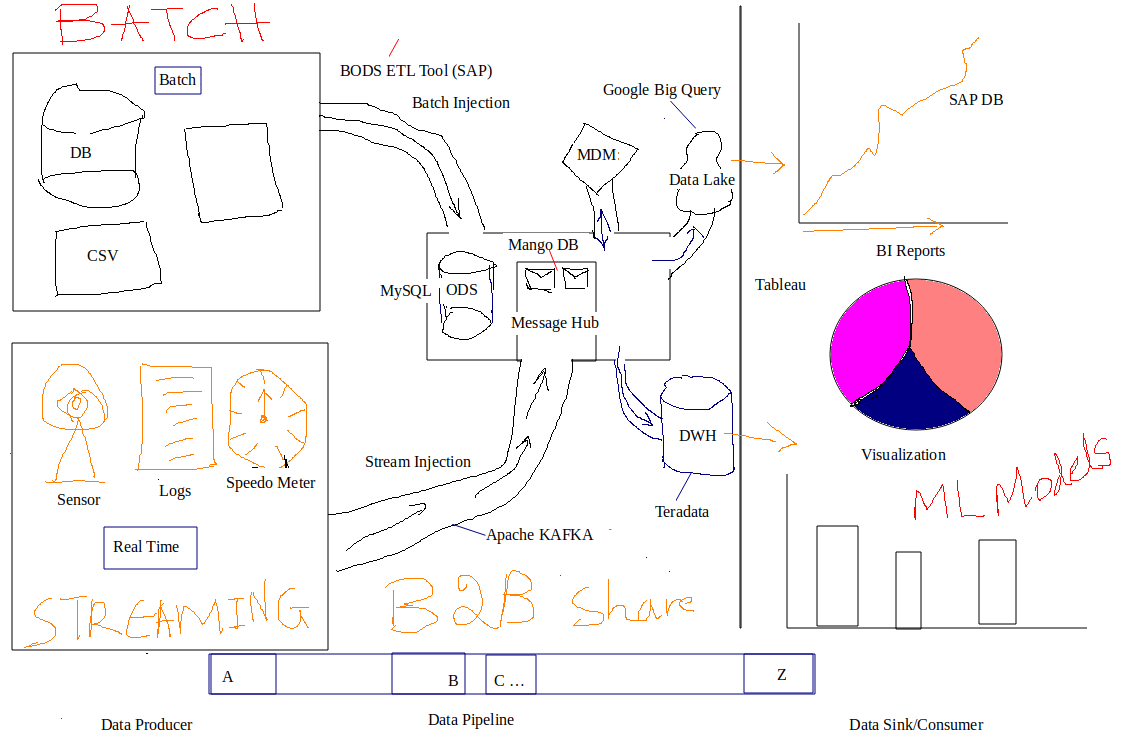 BATCH
Batch
DB
CSV
BODS ETL Tool (SAP)
Batch Injection
Google Big Query
MDM:
Data Lake
Mango DB
MySQL
ODS
Message Hub
SAP DB
BI Reports
Tableau
Visualization
ML Models
DWH
Teradata
Stream Injection
Apache KAFKA
Sensor
Logs
Speedo Meter
Real Time
STREAMING
B2B Share
A
B
C …
Z
Data Producer
Data Pipeline
Data Sink/Consumer